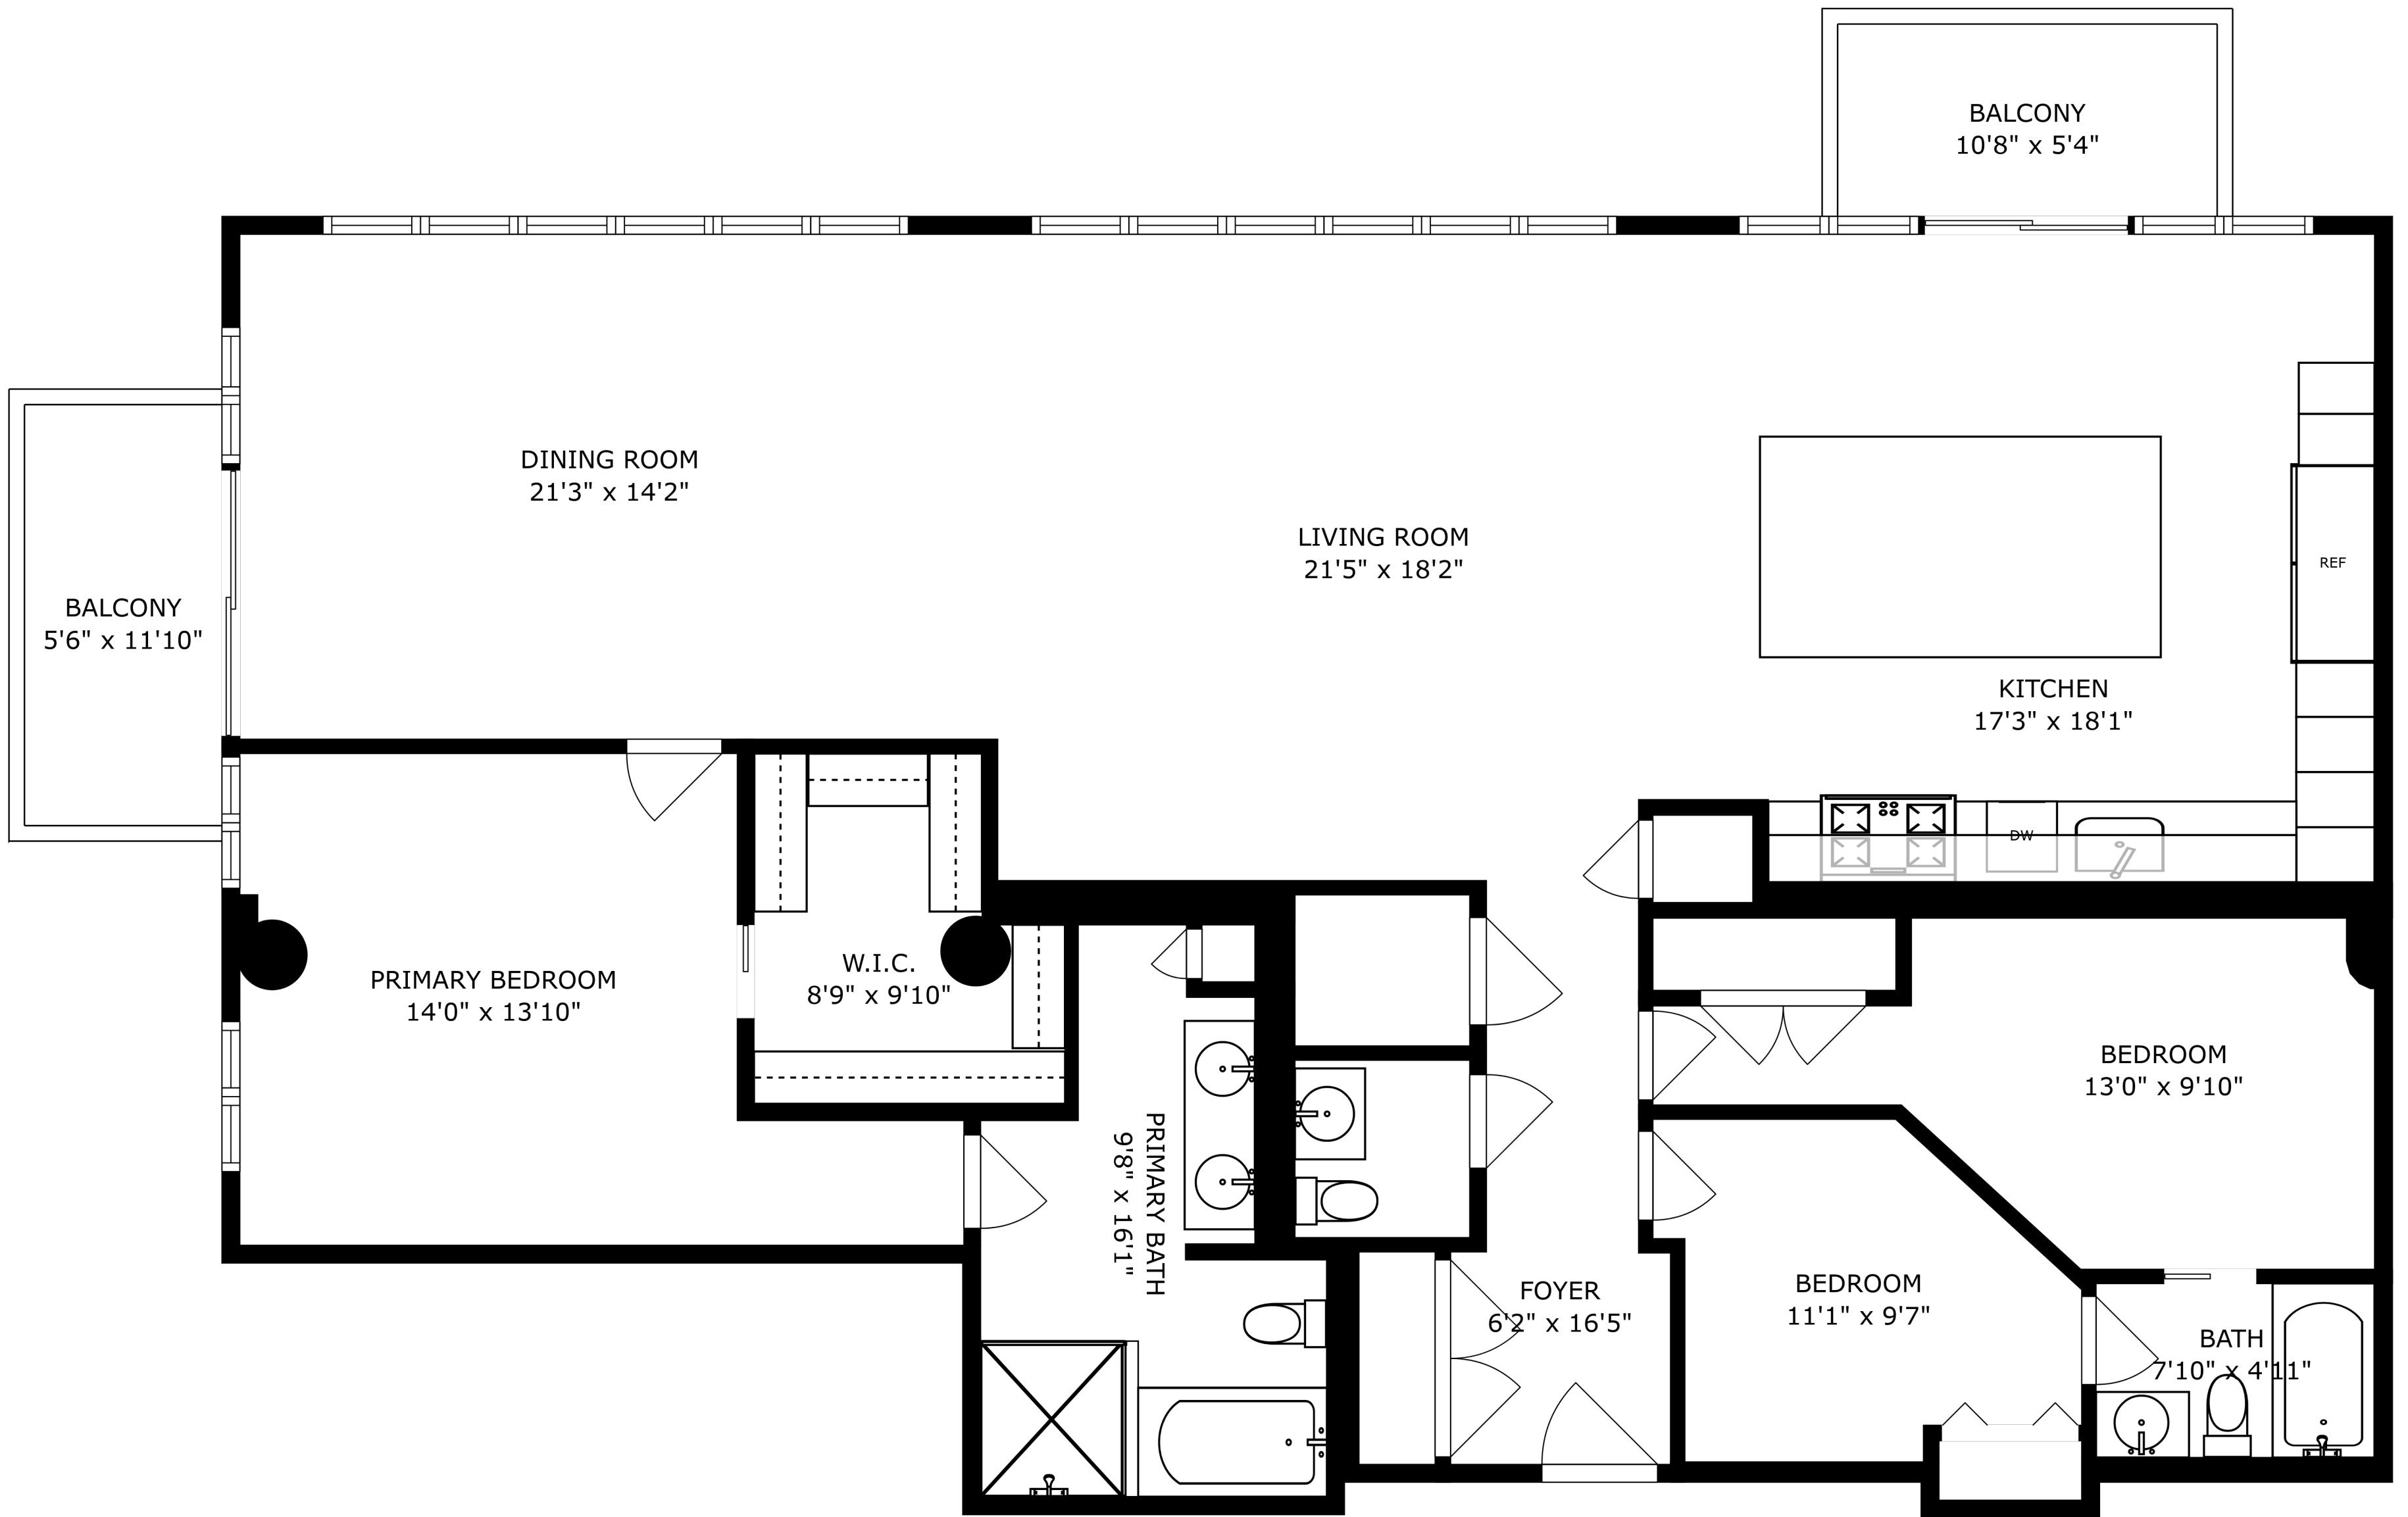 BALCONY
10'8" x 5'4"
DINING ROOM
21'3" x 14'2"
LIVING ROOM
21'5" x 18'2"
REF
BALCONY
5'6" x 11'10"
KITCHEN
17'3" x 18'1"
DW
PRIMARY BEDROOM
14'0" x 13'10"
W.I.C.
8'9" x 9'10"
BEDROOM
13'0" x 9'10"
PRIMARY BATH
9'8" x 16'1"
FOYER
6'2" x 16'5"
BEDROOM
11'1" x 9'7"
BATH
7'10" x 4'11"